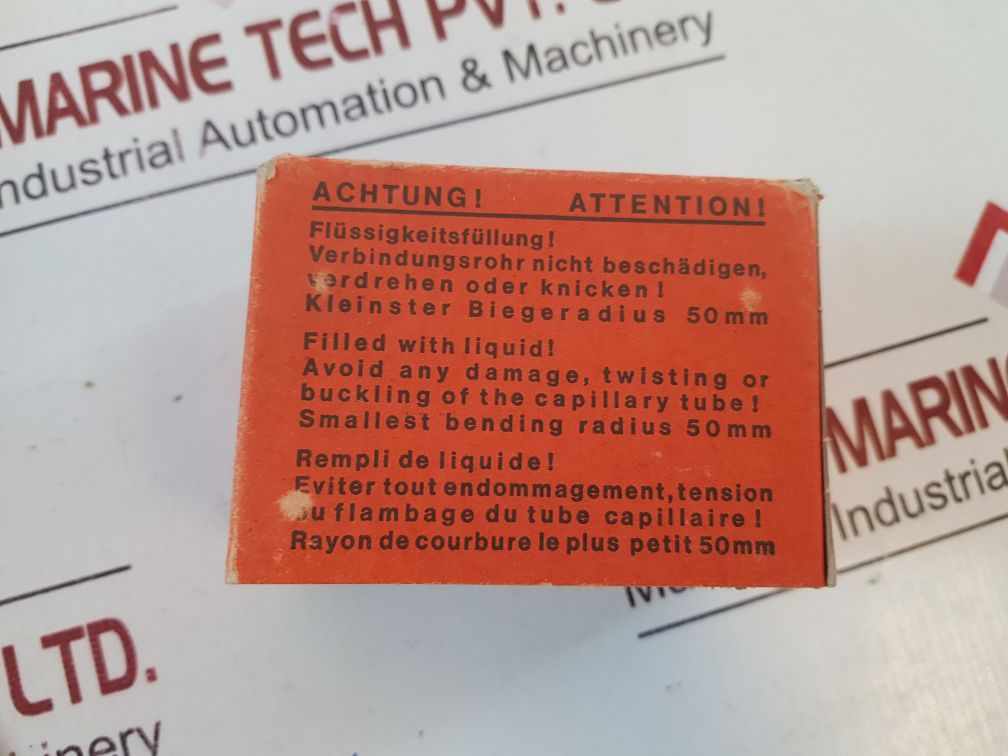 MARINE TECH PVT.
Industrial Automation & Machinery
ACHTUNG! ATTENTION!
Flüssigkeitsfüllung!
Verbindungsrohr nicht beschädigen,
verdrehen oder knicken!
Kleinster Biegeradius 50mm
Filled with liquid!
Avoid any damage, twisting or
buckling of the capillary tube!
Smallest bending radius 50mm
Rempli de liquide!
Eviter tout endommagement, tension
ou flambage du tube capillaire!
Rayon de courbure le plus petit 50mm
MARINE
Industrial
LTD.